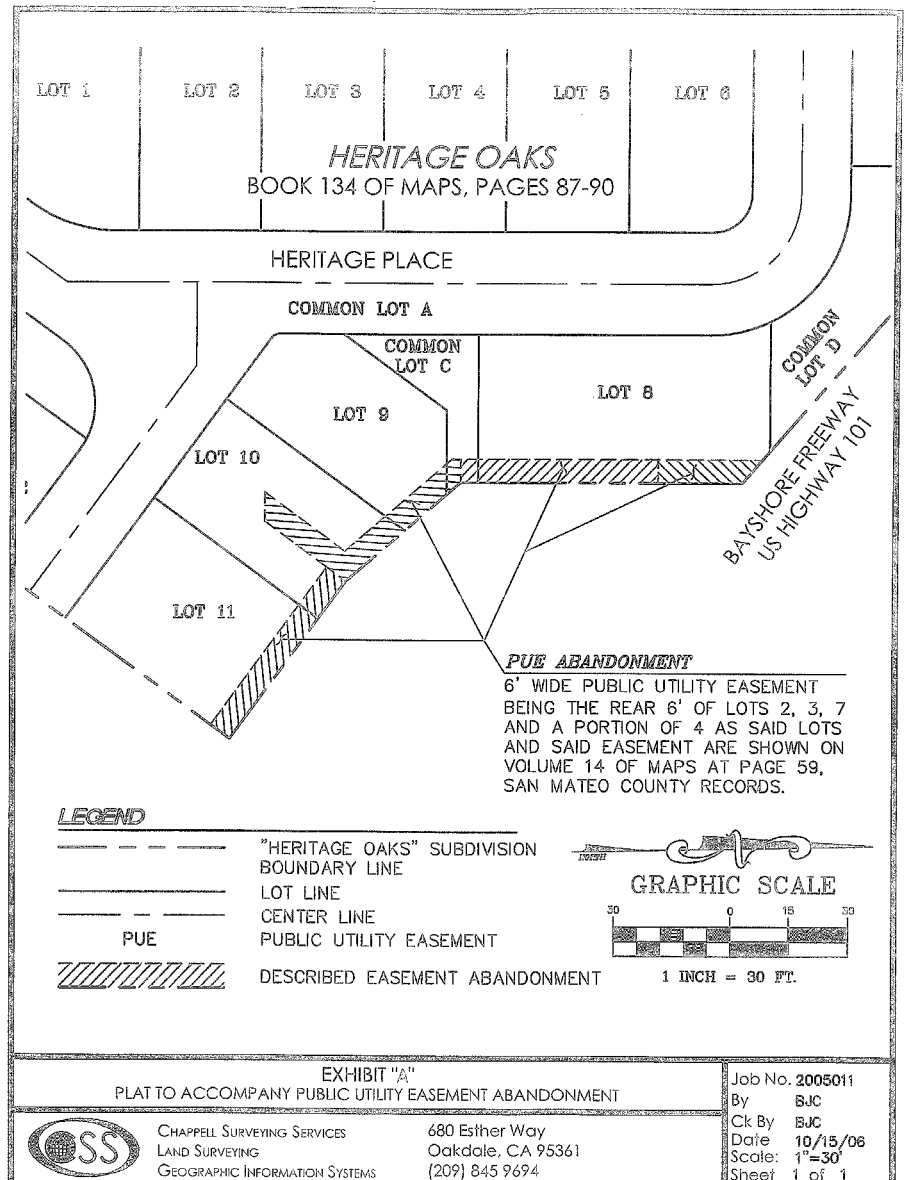 LOT 1
LOT 2
LOT 3
LOT 4
LOT 5
LOT 6
HERITAGE OAKS
BOOK 134 OF MAPS, PAGES 87-90
HERITAGE PLACE
COMMON LOT A
COMMON
LOT C
COMMON
LOT D
LOT 8
LOT 9
LOT 10
LOT 11
BAYSHORE FREEWAY
US HIGHWAY 101
PUE ABANDONMENT
6' WIDE PUBLIC UTILITY EASEMENT
BEING THE REAR 6' OF LOTS 2, 3, 7
AND A PORTION OF 4 AS SAID LOTS
AND SAID EASEMENT ARE SHOWN ON
VOLUME 14 OF MAPS AT PAGE 59,
SAN MATEO COUNTY RECORDS.
LEGEND
"HERITAGE OAKS" SUBDIVISION
BOUNDARY LINE
LOT LINE
CENTER LINE
PUE PUBLIC UTILITY EASEMENT
DESCRIBED EASEMENT ABANDONMENT
NORTH
GRAPHIC SCALE
30 0 15 30
1 INCH = 30 FT.
EXHIBIT "A"
PLAT TO ACCOMPANY PUBLIC UTILITY EASEMENT ABANDONMENT
CSS
CHAPPELL SURVEYING SERVICES
LAND SURVEYING
GEOGRAPHIC INFORMATION SYSTEMS
680 Esther Way
Oakdale, CA 95361
(209) 845 9694
Job No. 2005011
By BJC
Ck By BJC
Date 10/15/06
Scale: 1"=30'
Sheet 1 of 1